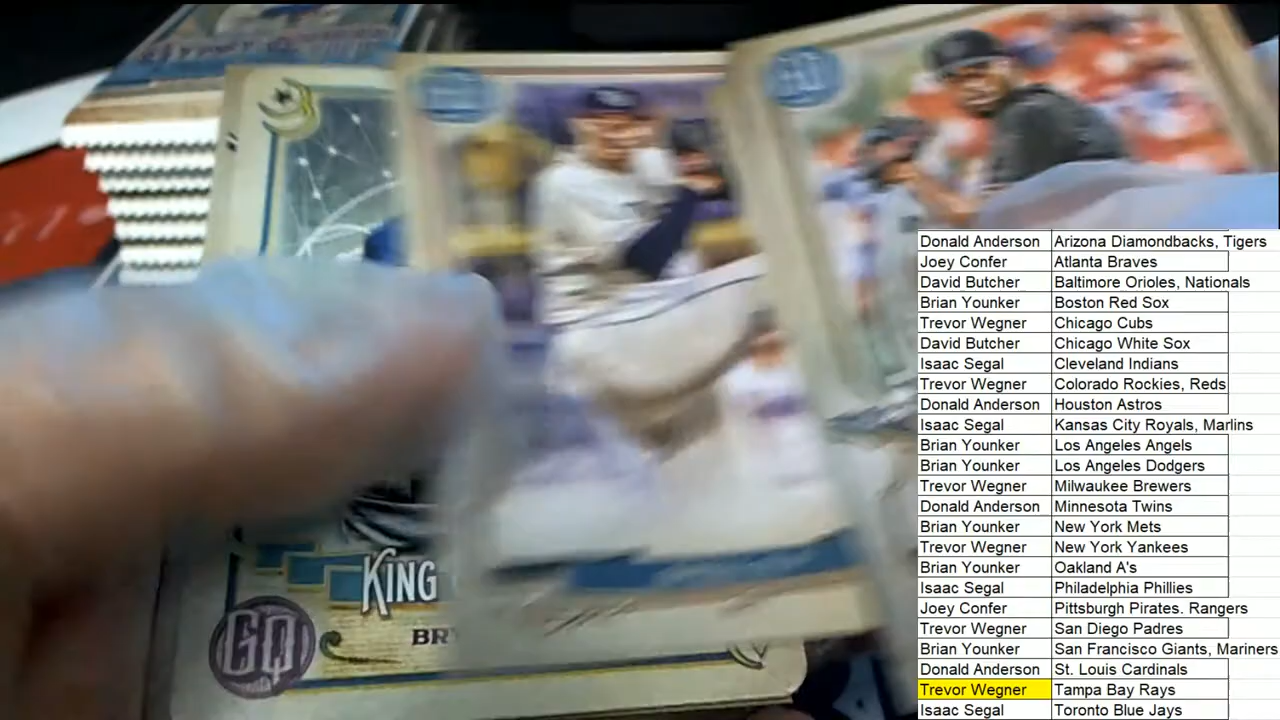 KING
BR
GQ
Donald Anderson Arizona Diamondbacks, Tigers
Joey Confer Atlanta Braves
David Butcher Baltimore Orioles, Nationals
Brian Younker Boston Red Sox
Trevor Wegner Chicago Cubs
David Butcher Chicago White Sox
Isaac Segal Cleveland Indians
Trevor Wegner Colorado Rockies, Reds
Donald Anderson Houston Astros
Isaac Segal Kansas City Royals, Marlins
Brian Younker Los Angeles Angels
Brian Younker Los Angeles Dodgers
Trevor Wegner Milwaukee Brewers
Donald Anderson Minnesota Twins
Brian Younker New York Mets
Trevor Wegner New York Yankees
Brian Younker Oakland A's
Isaac Segal Philadelphia Phillies
Joey Confer Pittsburgh Pirates. Rangers
Trevor Wegner San Diego Padres
Brian Younker San Francisco Giants, Mariners
Donald Anderson St. Louis Cardinals
Trevor Wegner Tampa Bay Rays
Isaac Segal Toronto Blue Jays